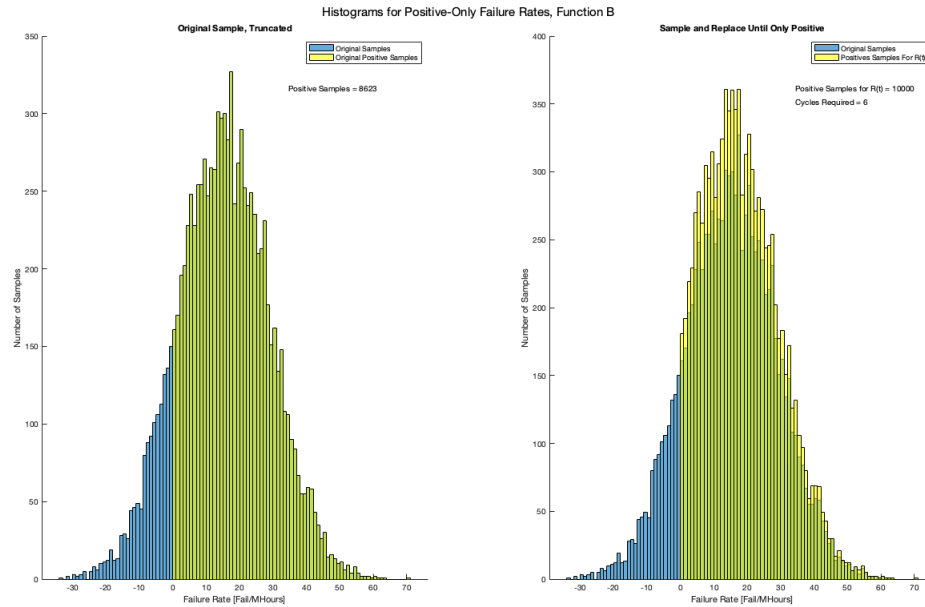 Histograms for Positive-Only Failure Rates, Function B
Original Sample, Truncated
350
300
250
200
150
100
50
0
Number of Samples
Original Samples
Original Positive Samples
Positive Samples = 8623
-30 -20 -10 0 10 20 30 40 50 60 70
Failure Rate [Fail/MHours]
Sample and Replace Until Only Positive
400
350
300
250
200
150
100
50
0
Number of Samples
Original Samples
Positives Samples For R(t)
Positive Samples for R(t) = 10000
Cycles Required = 6
-30 -20 -10 0 10 20 30 40 50 60 70
Failure Rate [Fail/MHours]